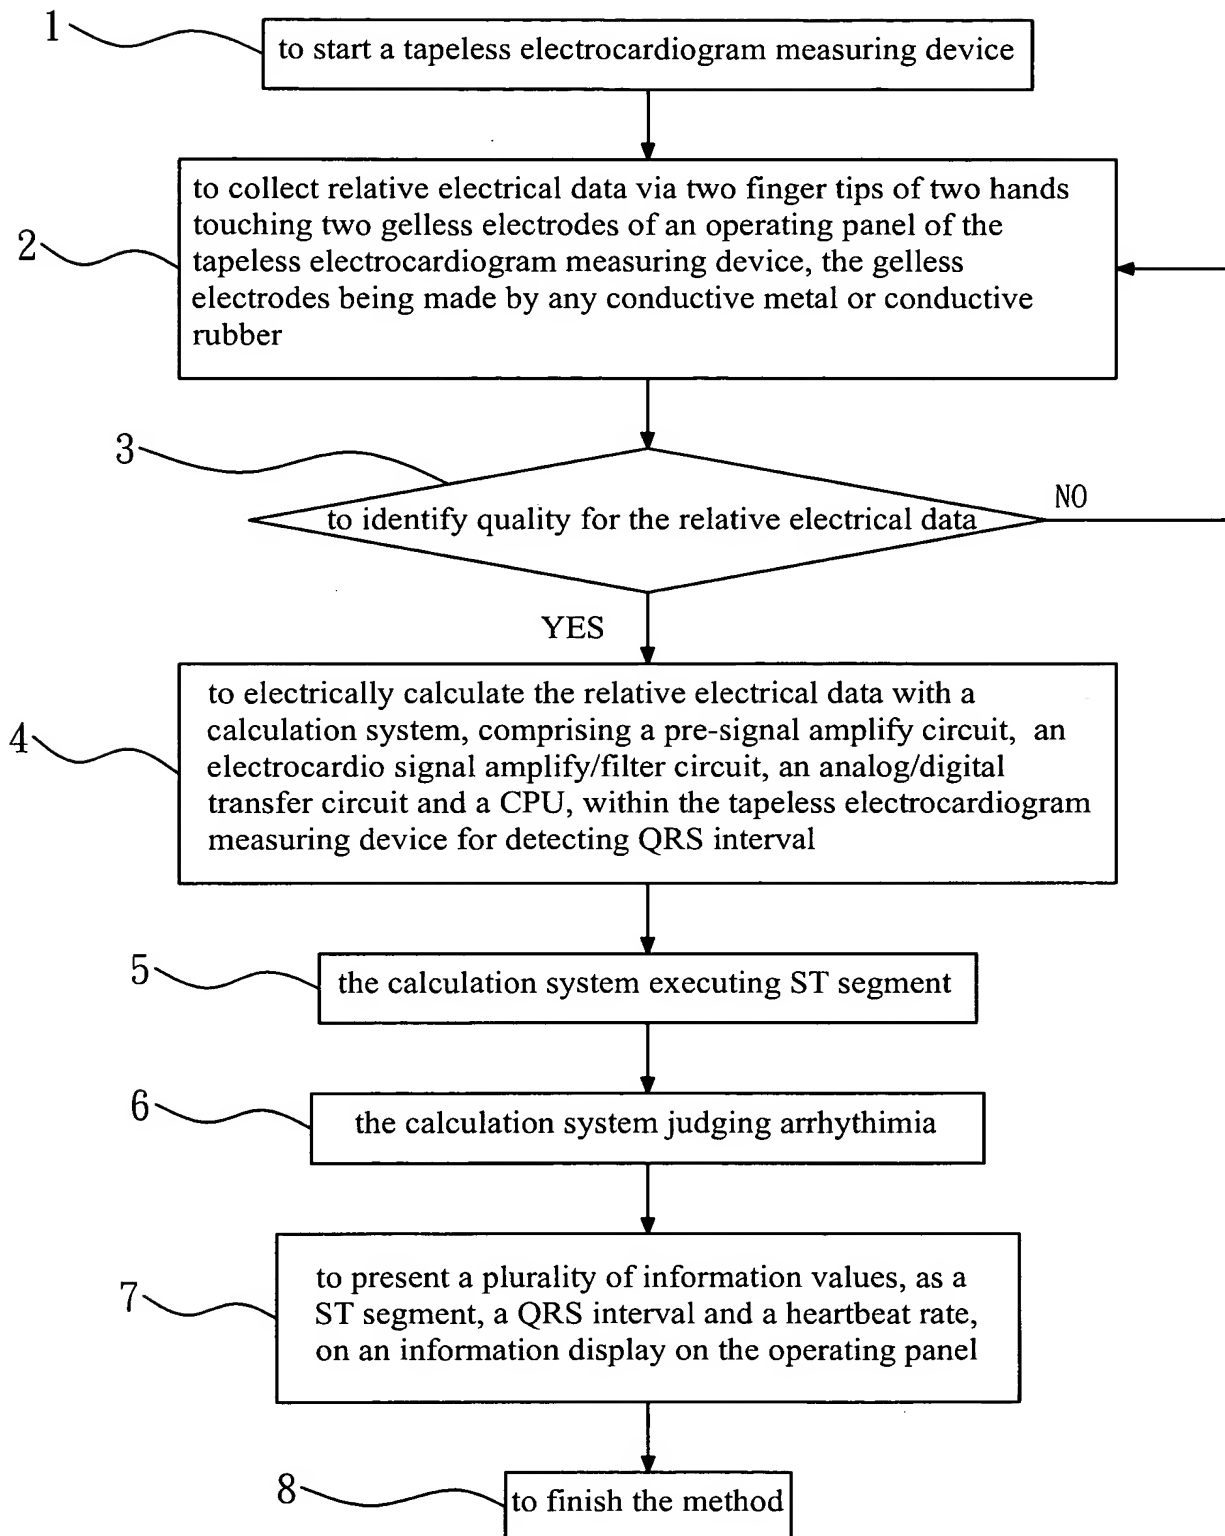 1
to start a tapeless electrocardiogram measuring device
2
to collect relative electrical data via two finger tips of two hands
touching two gelless electrodes of an operating panel of the
tapeless electrocardiogram measuring device, the gelless
electrodes being made by any conductive metal or conductive
rubber
3
to identify quality for the relative electrical data
NO
YES
4
to electrically calculate the relative electrical data with a
calculation system, comprising a pre-signal amplify circuit, an
electrocardio signal amplify/filter circuit, an analog/digital
transfer circuit and a CPU, within the tapeless electrocardiogram
measuring device for detecting QRS interval
5
the calculation system executing ST segment
6
the calculation system judging arrhythimia
7
to present a plurality of information values, as a
ST segment, a QRS interval and a heartbeat rate,
on an information display on the operating panel
8
to finish the method